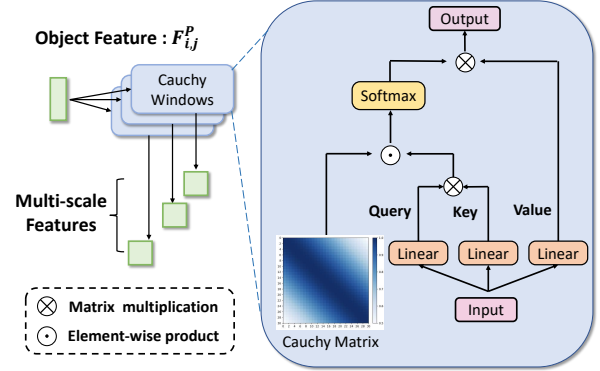 Object Feature : F^P_{i,j}
Cauchy
Windows
Multi-scale
Features
Matrix multiplication
Element-wise product
Output
Softmax
Query
Key
Value
Linear
Linear
Linear
Input
Cauchy Matrix